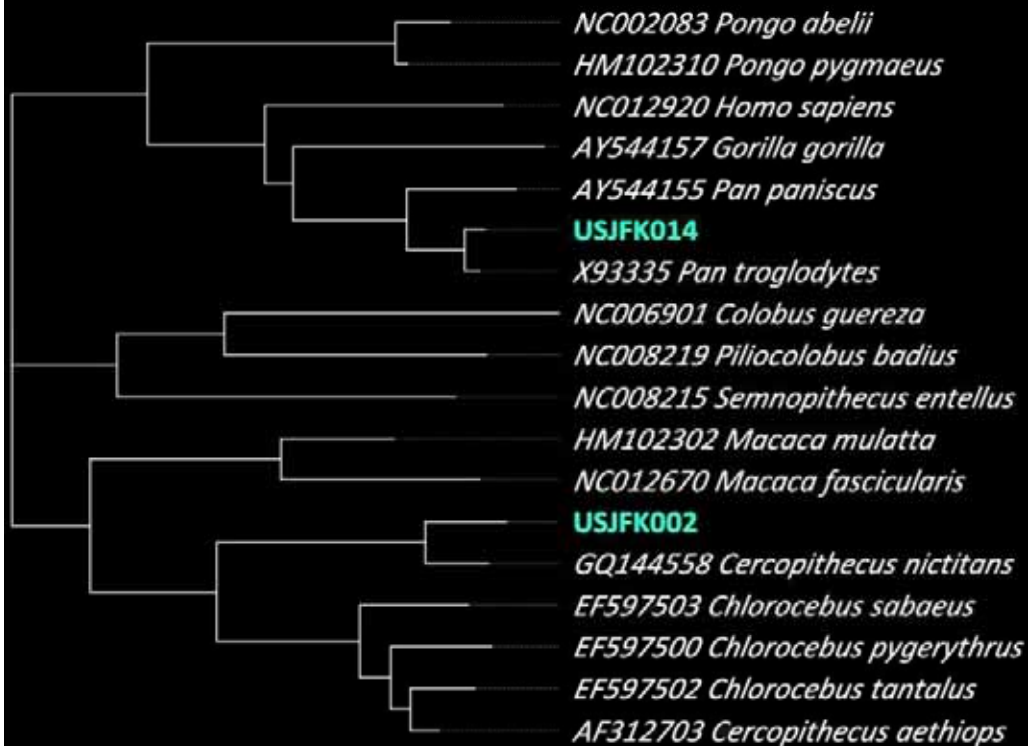 NC002083 Pongo abelii
HM102310 Pongo pygmaeus
NC012920 Homo sapiens
AY544157 Gorilla gorilla
AY544155 Pan paniscus
USJFK014
X93335 Pan troglodytes
NC006901 Colobus guereza
NC008219 Piliocolobus badius
NC008215 Semnopithecus entellus
HM102302 Macaca mulatta
NC012670 Macaca fascicularis
USJFK002
GQ144558 Cercopithecus nictitans
EF597503 Chlorocebus sabaeus
EF597500 Chlorocebus pygerythrus
EF597502 Chlorocebus tantalus
AF312703 Cercopithecus aethiops